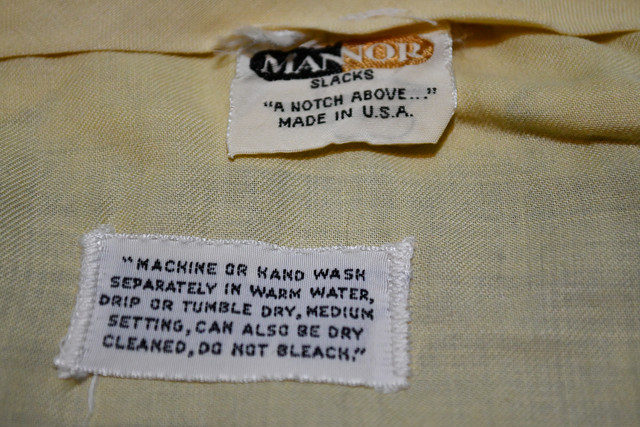 MANNOR
SLACKS
"A NOTCH ABOVE..."
MADE IN U.S.A.
"MACHINE OR HAND WASH
SEPARATELY IN WARM WATER,
DRIP OR TUMBLE DRY, MEDIUM
SETTING, CAN ALSO BE DRY
CLEANED, DO NOT BLEACH."